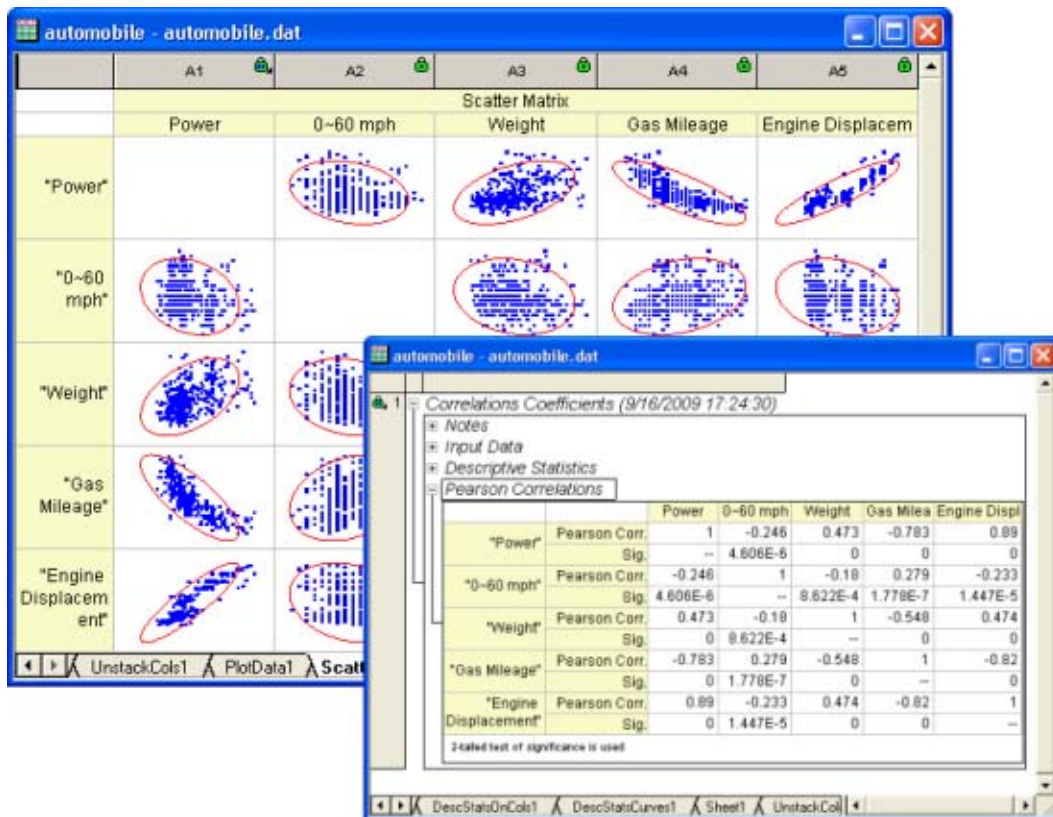 automobile - automobile.dat
A1 A2 A3 A4 A5
Scatter Matrix
Power 0~60 mph Weight Gas Mileage Engine Displacem
"Power"
"0~60
mph"
"Weight"
"Gas
Mileage"
"Engine
Displacem
ent"
UnstackCols1 PlotData1 Scatt
automobile - automobile.dat
1 Correlations Coefficients (9/16/2009 17:24:30)
Notes
Input Data
Descriptive Statistics
Pearson Correlations
Power 0~60 mph Weight Gas Milea Engine Displ
"Power" Pearson Corr. 1 -0.246 0.473 -0.783 0.89
Sig. -- 4.606E-6 0 0 0
"0~60 mph" Pearson Corr. -0.246 1 -0.18 0.279 -0.233
Sig. 4.606E-6 -- 8.622E-4 1.778E-7 1.447E-5
"Weight" Pearson Corr. 0.473 -0.18 1 -0.548 0.474
Sig. 0 8.622E-4 -- 0 0
"Gas Mileage" Pearson Corr. -0.783 0.279 -0.548 1 -0.82
Sig. 0 1.778E-7 0 -- 0
"Engine Pearson Corr. 0.89 -0.233 0.474 -0.82 1
Displacement" Sig. 0 1.447E-5 0 0 --
2-tailed test of significance is used
DescStatsOnCols1 DescStatsCurves1 Sheet1 UnstackCol